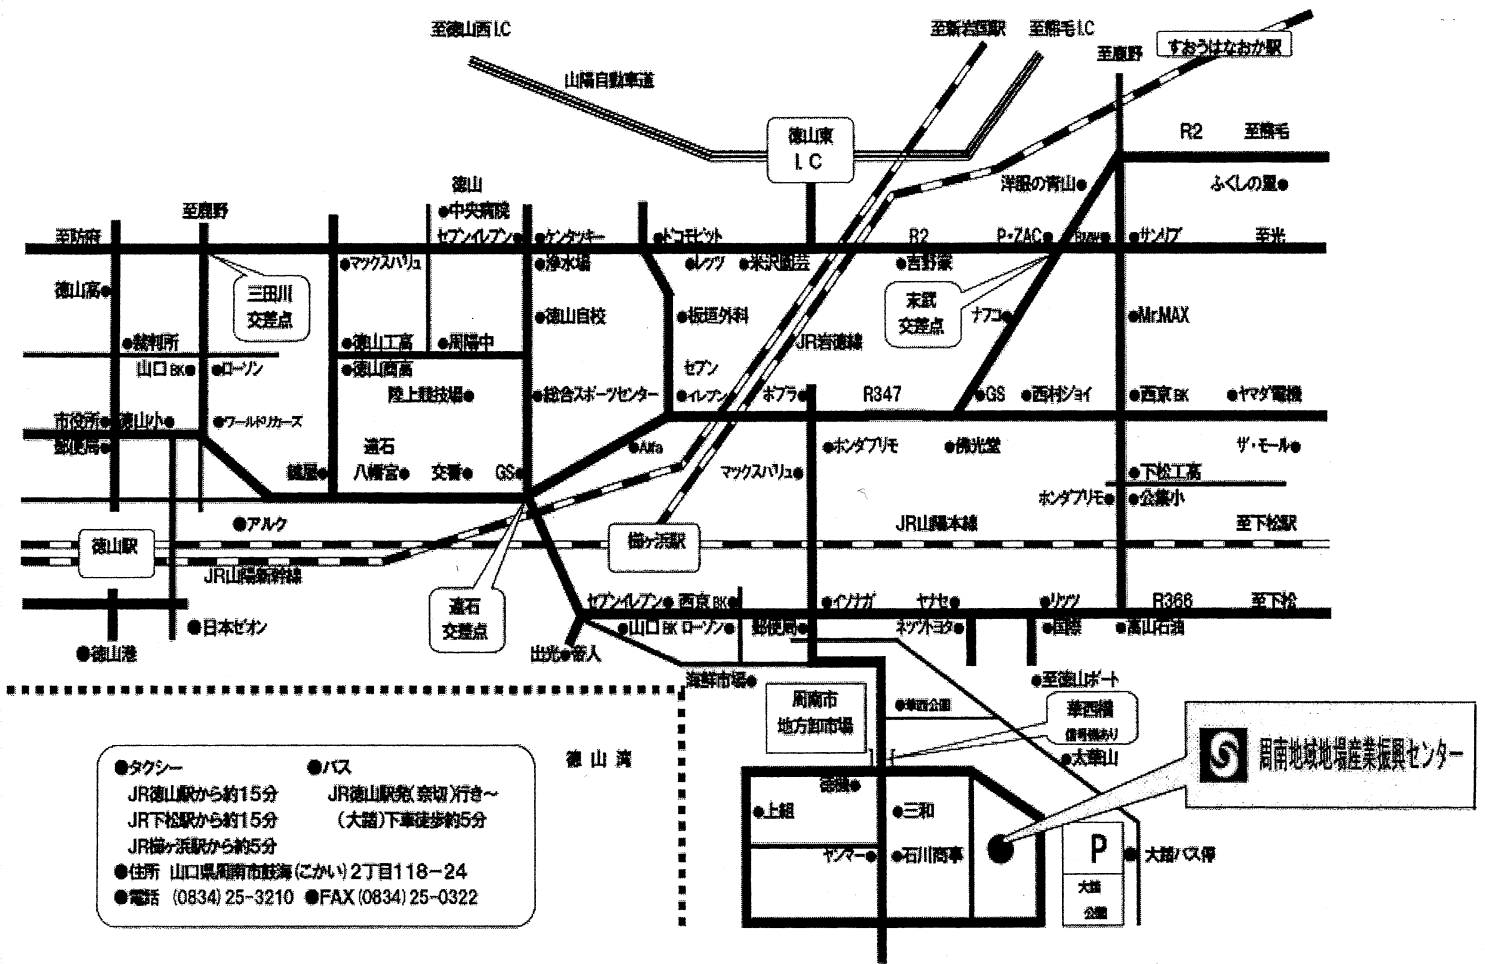 至徳山西I.C
至新岩国駅
至熊毛I.C
すおうはなおか駅
至鹿野
山陽自動車道
徳山東
I.C
R2
至熊毛
洋服の青山
ふくしの里
徳山
中央病院
至鹿野
至防府
セブンイレブン
ケンタッキー
ドコモピット
R2
P・ZAC
BMW
サンリブ
至光
マックスバリュ
浄水場
レッツ
米沢園芸
吉野家
徳山高
三田川
交差点
徳山自校
板垣外科
末武
交差点
ナフコ
Mr.MAX
裁判所
徳山工高
周陽中
JR岩徳線
山口BK
ローソン
徳山商高
セブン
イレブン
陸上競技場
総合スポーツセンター
ポプラ
R347
GS
西村ジョイ
西京BK
ヤマダ電機
市役所
徳山小
ワールドリカーズ
郵便局
遠石
八幡宮
交番
GS
Alfa
ホンダプリモ
佛光堂
ザ・モール
マックスバリュ
下松工高
ホンダプリモ
公集小
アルク
徳山駅
櫛ヶ浜駅
JR山陽本線
至下松駅
JR山陽新幹線
遠石
交差点
セブンイレブン
西京BK
イソナガ
ヤナセ
リッツ
R366
至下松
日本ゼオン
山口BK
ローソン
郵便局
ネッツトヨタ
国際
高山石油
徳山港
出光
帝人
海鮮市場
至徳山ポート
周南市
地方卸市場
華西公園
華西橋
信号機あり
太華山
周南地域地場産業振興センター
徳山湾
徳機
上組
三和
ヤンマー
石川商事
P
大踏
公園
大踏バス停
●タクシー
JR徳山駅から約15分
JR下松駅から約15分
JR櫛ヶ浜駅から約5分
●バス
JR徳山駅発(奈切)行き〜
(大踏)下車徒歩約5分
●住所 山口県周南市鼓海(こかい)2丁目118−24
●電話 (0834)25−3210 ●FAX(0834)25−0322